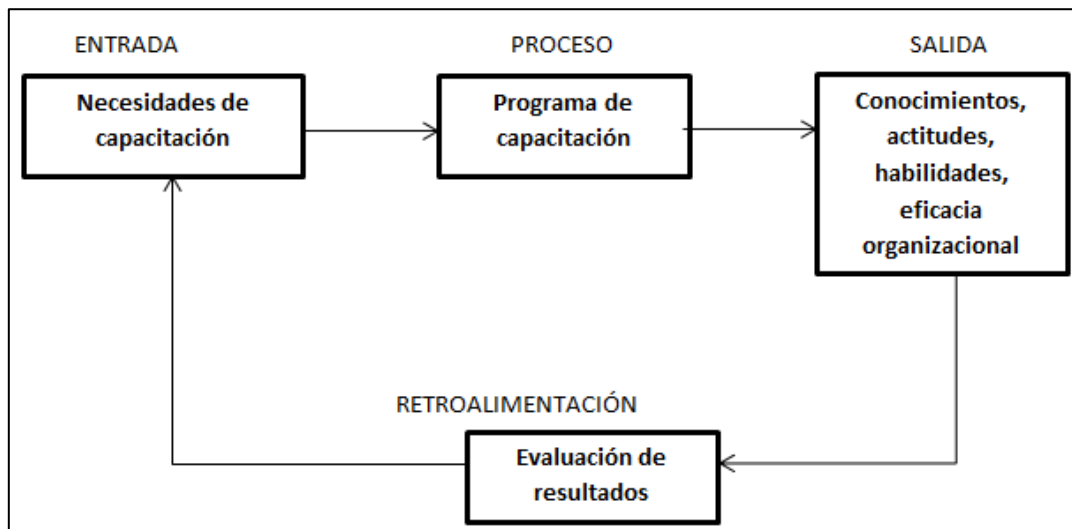 ENTRADA
Necesidades de
capacitación
PROCESO
Programa de
capacitación
SALIDA
Conocimientos,
actitudes,
habilidades,
eficacia
organizacional
RETROALIMENTACIÓN
Evaluación de
resultados